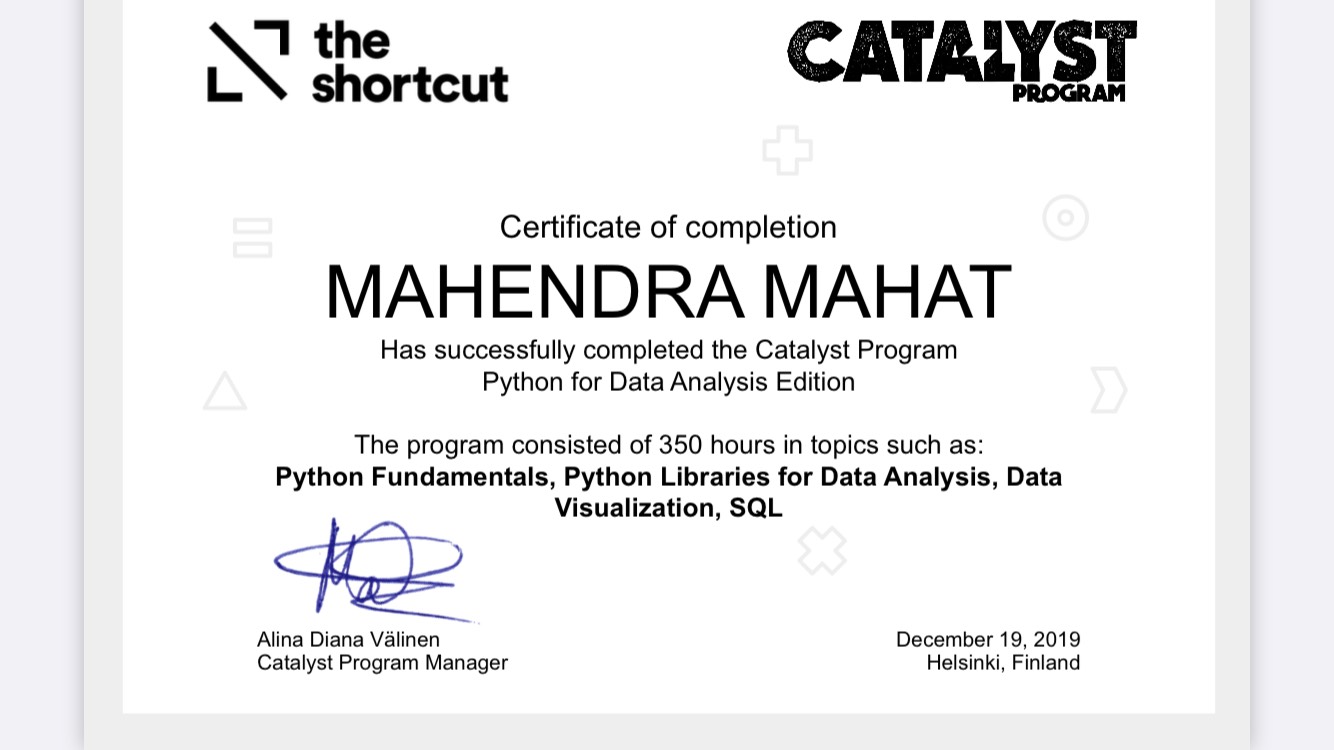 the
shortcut
CATALYST
PROGRAM
Certificate of completion
MAHENDRA MAHAT
Has successfully completed the Catalyst Program
Python for Data Analysis Edition
The program consisted of 350 hours in topics such as:
Python Fundamentals, Python Libraries for Data Analysis, Data
Visualization, SQL
Alina Diana Välinen
Catalyst Program Manager
December 19, 2019
Helsinki, Finland